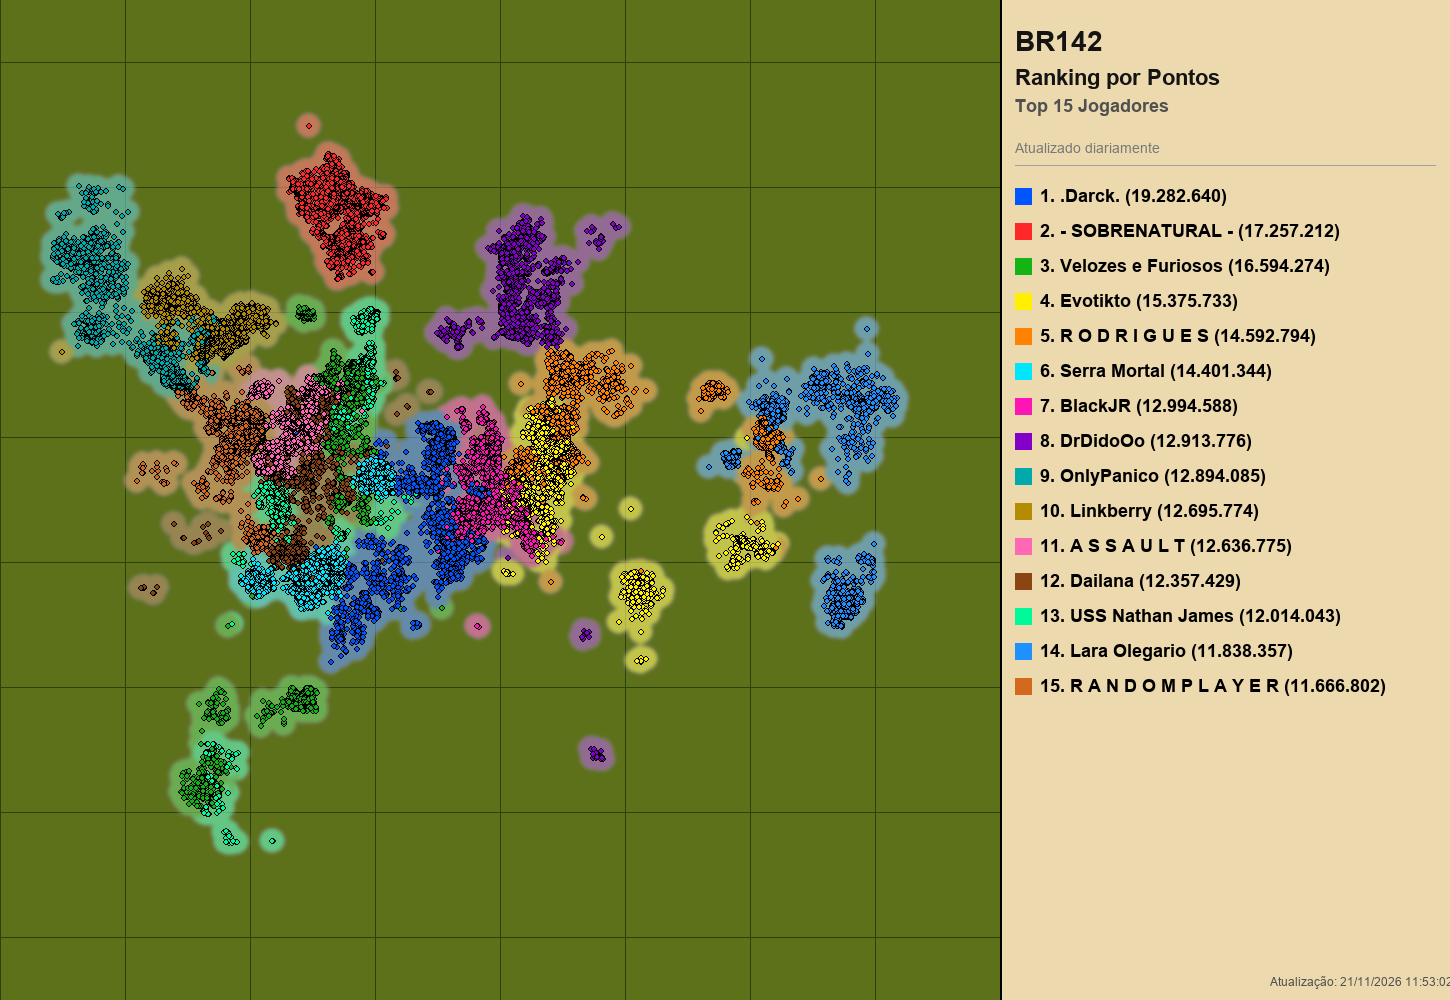 BR142
Ranking por Pontos
Top 15 Jogadores
Atualizado diariamente
1. .Darck. (19.282.640)
2. - SOBRENATURAL - (17.257.212)
3. Velozes e Furiosos (16.594.274)
4. Evotikto (15.375.733)
5. R O D R I G U E S (14.592.794)
6. Serra Mortal (14.401.344)
7. BlackJR (12.994.588)
8. DrDidoOo (12.913.776)
9. OnlyPanico (12.894.085)
10. Linkberry (12.695.774)
11. A S S A U L T (12.636.775)
12. Dailana (12.357.429)
13. USS Nathan James (12.014.043)
14. Lara Olegario (11.838.357)
15. R A N D O M P L A Y E R (11.666.802)
Atualização: 21/11/2026 11:53:02